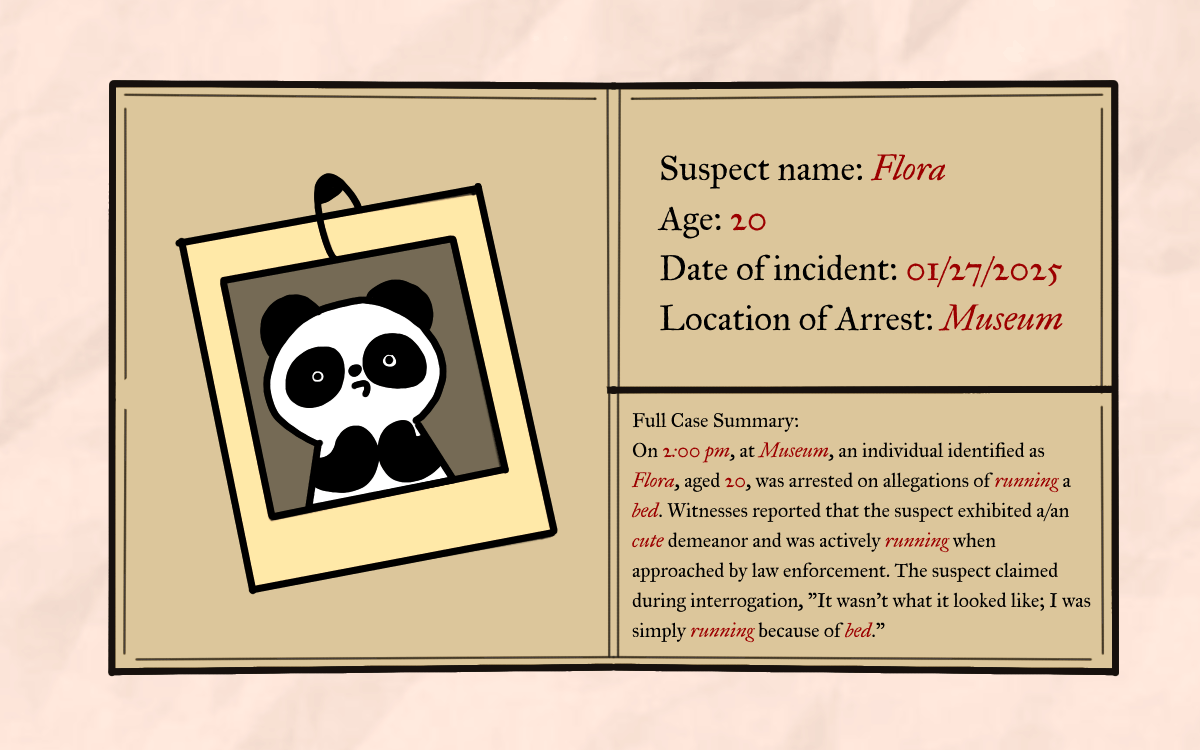 Suspect name: Flora
Age: 20
Date of incident: 01/27/2025
Location of Arrest: Museum
Full Case Summary:
On 2:00 pm, at Museum, an individual identified as
Flora, aged 20, was arrested on allegations of running a
bed. Witnesses reported that the suspect exhibited a/an
cute demeanor and was actively running when
approached by law enforcement. The suspect claimed
during interrogation, ”It wasn’t what it looked like; I was
simply running because of bed.”